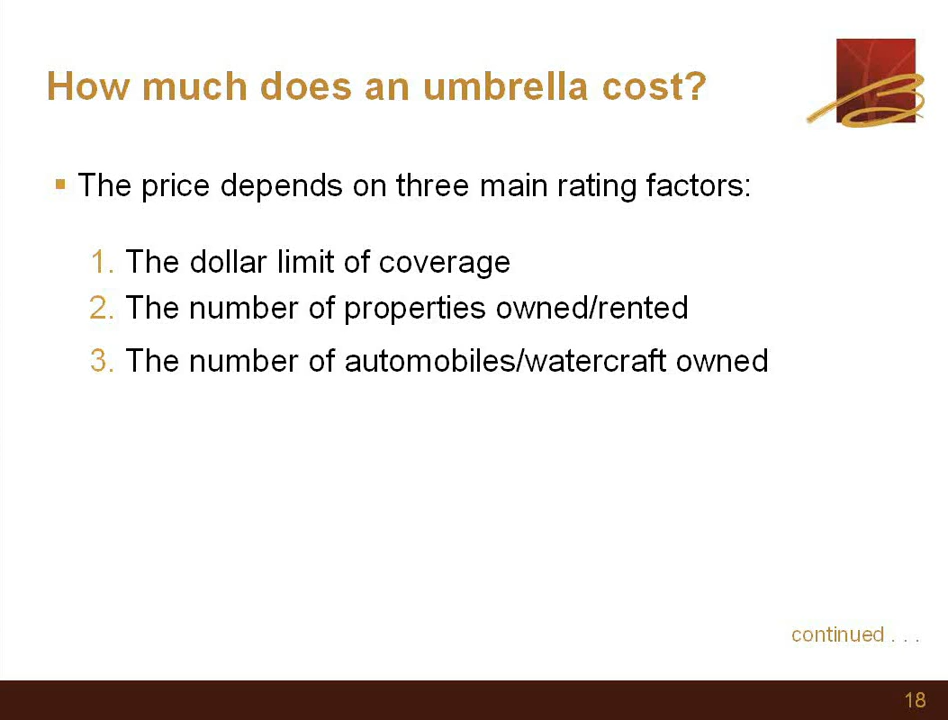 How much does an umbrella cost?
▪ The price depends on three main rating factors:
1. The dollar limit of coverage
2. The number of properties owned/rented
3. The number of automobiles/watercraft owned
continued . . .
18